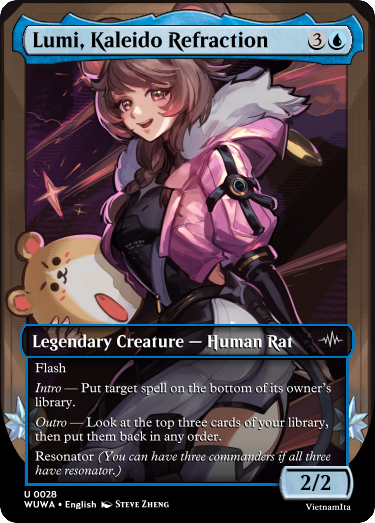 Lumi, Kaleido Refraction 3
Legendary Creature — Human Rat
Flash
Intro — Put target spell on the bottom of its owner's
library.
Outro — Look at the top three cards of your library,
then put them back in any order.
Resonator (You can have three commanders if all three
have resonator.)
2/2
U 0028
WUWA • English STEVE ZHENG
VietnamIta